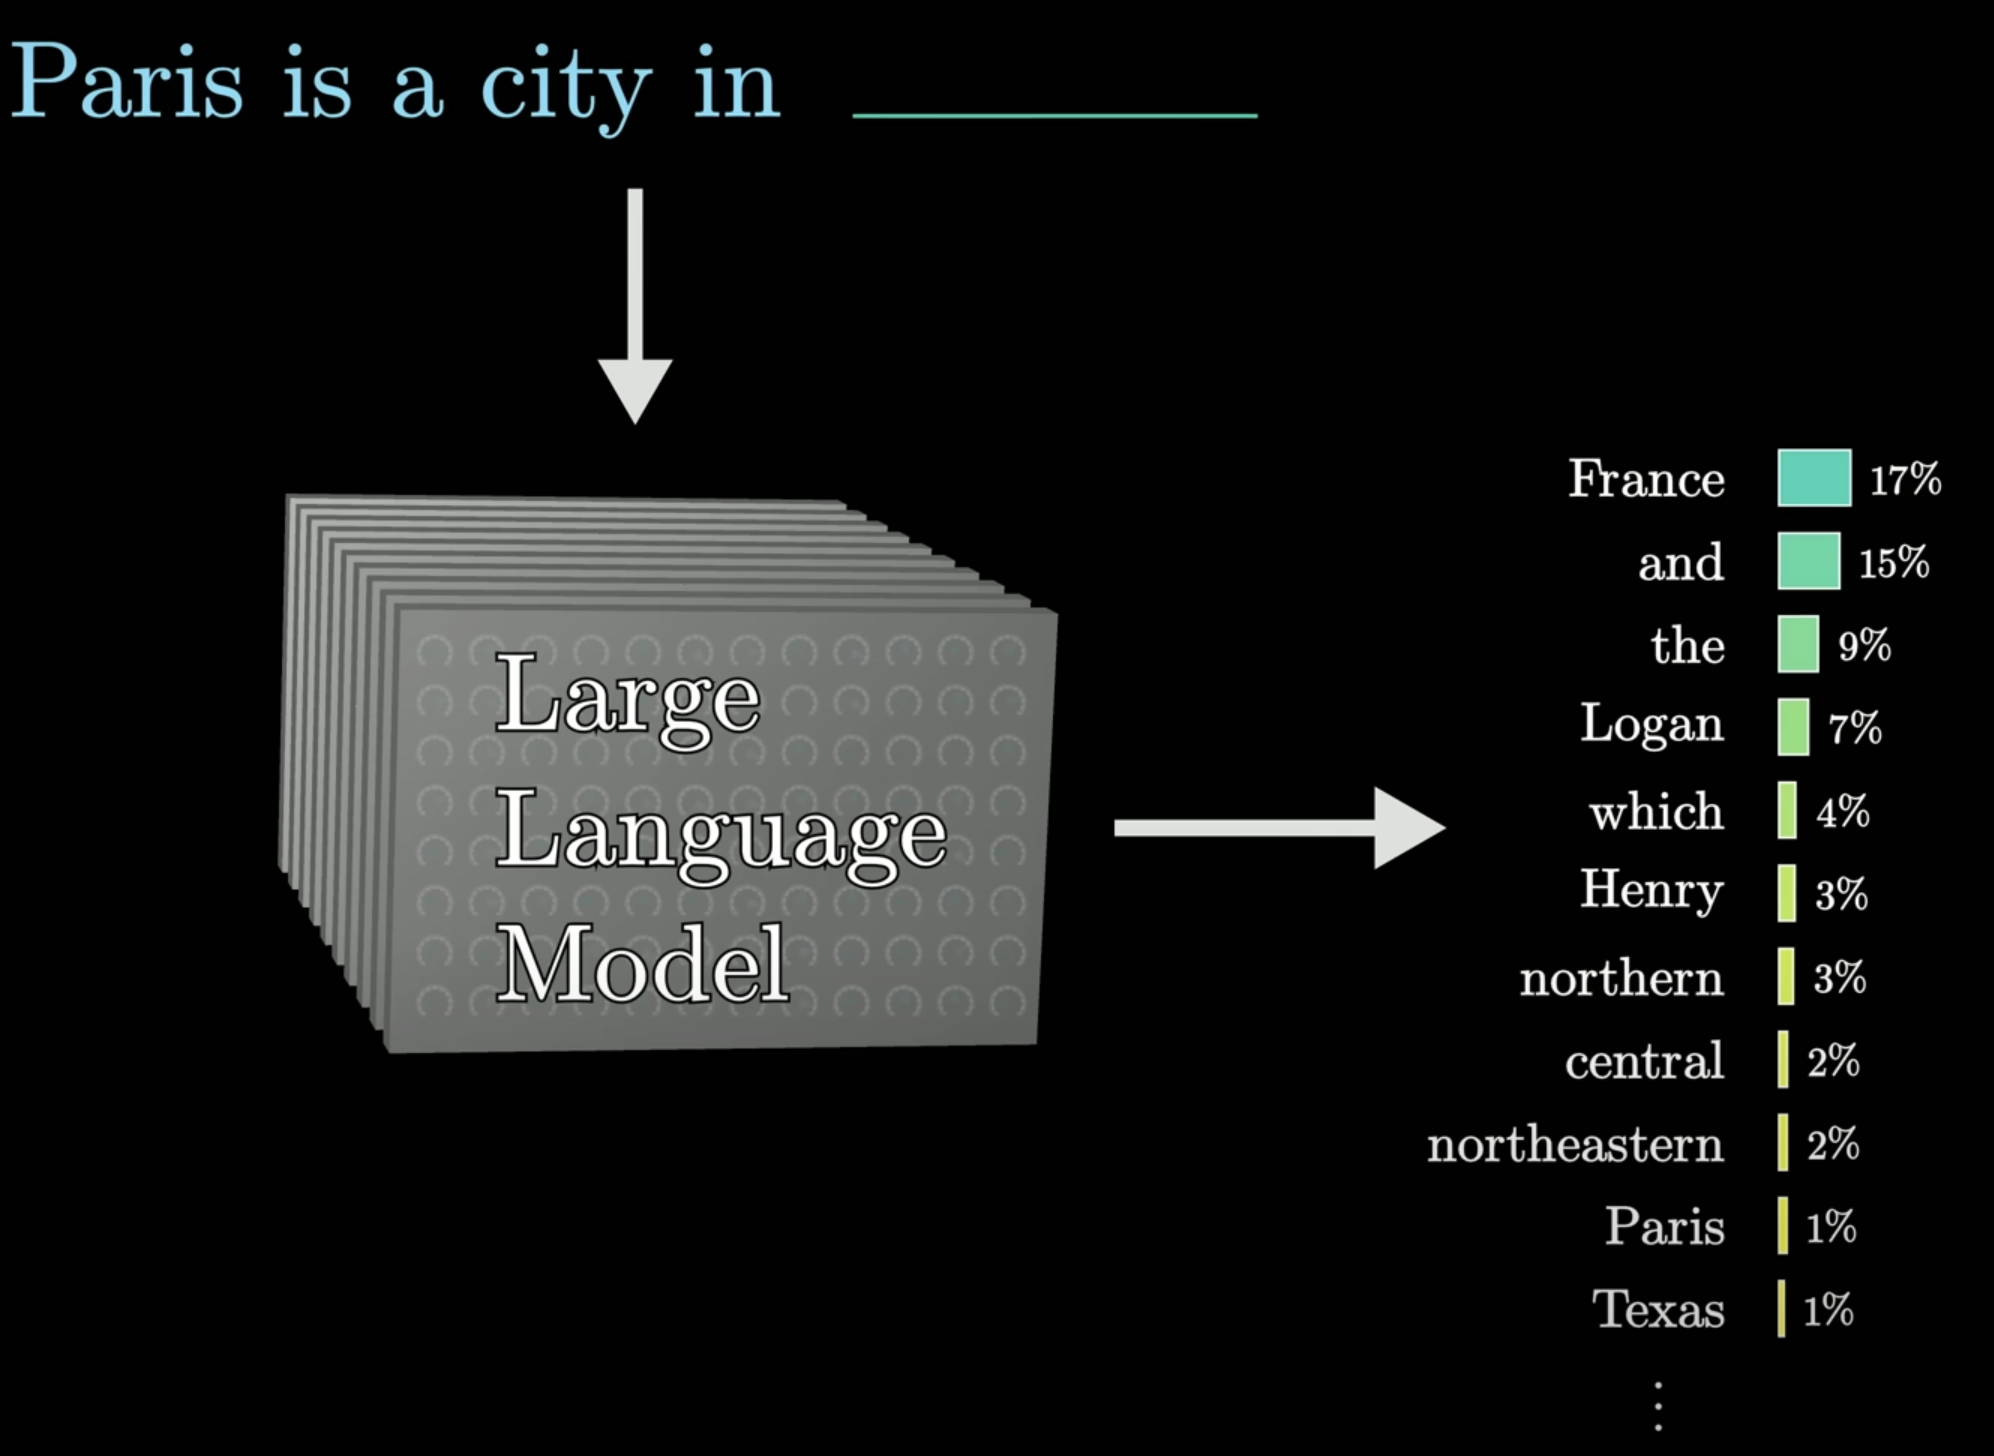 Paris is a city in
Large
Language
Model
France 17%
and 15%
the 9%
Logan 7%
which 4%
Henry 3%
northern 3%
central 2%
northeastern 2%
Paris 1%
Texas 1%
⋮